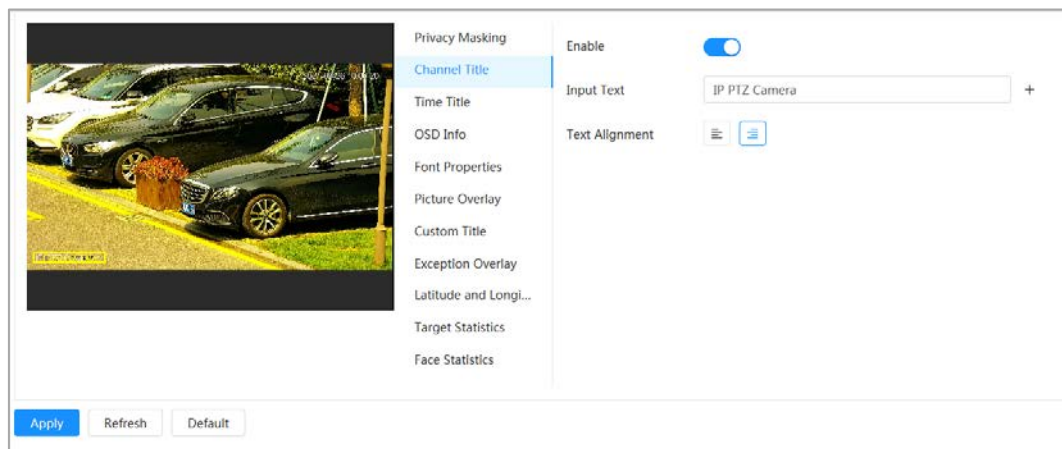 Privacy Masking
Channel Title
Time Title
OSD Info
Font Properties
Picture Overlay
Custom Title
Exception Overlay
Latitude and Longi...
Target Statistics
Face Statistics
Enable
Input Text
IP PTZ Camera
+
Text Alignment
Apply
Refresh
Default